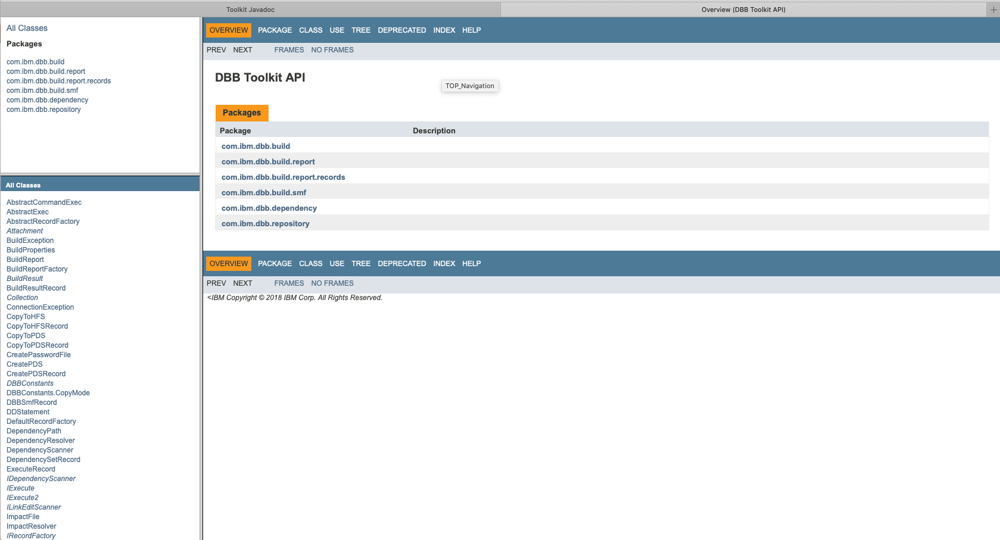 Toolkit Javadoc
Overview (DBB Toolkit API)
+
All Classes
Packages
com.ibm.dbb.build
com.ibm.dbb.build.report
com.ibm.dbb.build.report.records
com.ibm.dbb.build.smf
com.ibm.dbb.dependency
com.ibm.dbb.repository
All Classes
AbstractCommandExec
AbstractExec
AbstractRecordFactory
Attachment
BuildException
BuildProperties
BuildReport
BuildReportFactory
BuildResult
BuildResultRecord
Collection
ConnectionException
CopyToHFS
CopyToHFSRecord
CopyToPDS
CopyToPDSRecord
CreatePasswordFile
CreatePDS
CreatePDSRecord
DBBConstants
DBBConstants.CopyMode
DBBSmfRecord
DDStatement
DefaultRecordFactory
DependencyPath
DependencyResolver
DependencyScanner
DependencySetRecord
ExecuteRecord
IDependencyScanner
IExecute
IExecute2
ILinkEditScanner
ImpactFile
ImpactResolver
IRecordFactory
OVERVIEW PACKAGE CLASS USE TREE DEPRECATED INDEX HELP
PREV NEXT FRAMES NO FRAMES
DBB Toolkit API
TOP_Navigation
Packages
Package Description
com.ibm.dbb.build
com.ibm.dbb.build.report
com.ibm.dbb.build.report.records
com.ibm.dbb.build.smf
com.ibm.dbb.dependency
com.ibm.dbb.repository
OVERVIEW PACKAGE CLASS USE TREE DEPRECATED INDEX HELP
PREV NEXT FRAMES NO FRAMES
<IBM Copyright © 2018 IBM Corp. All Rights Reserved.